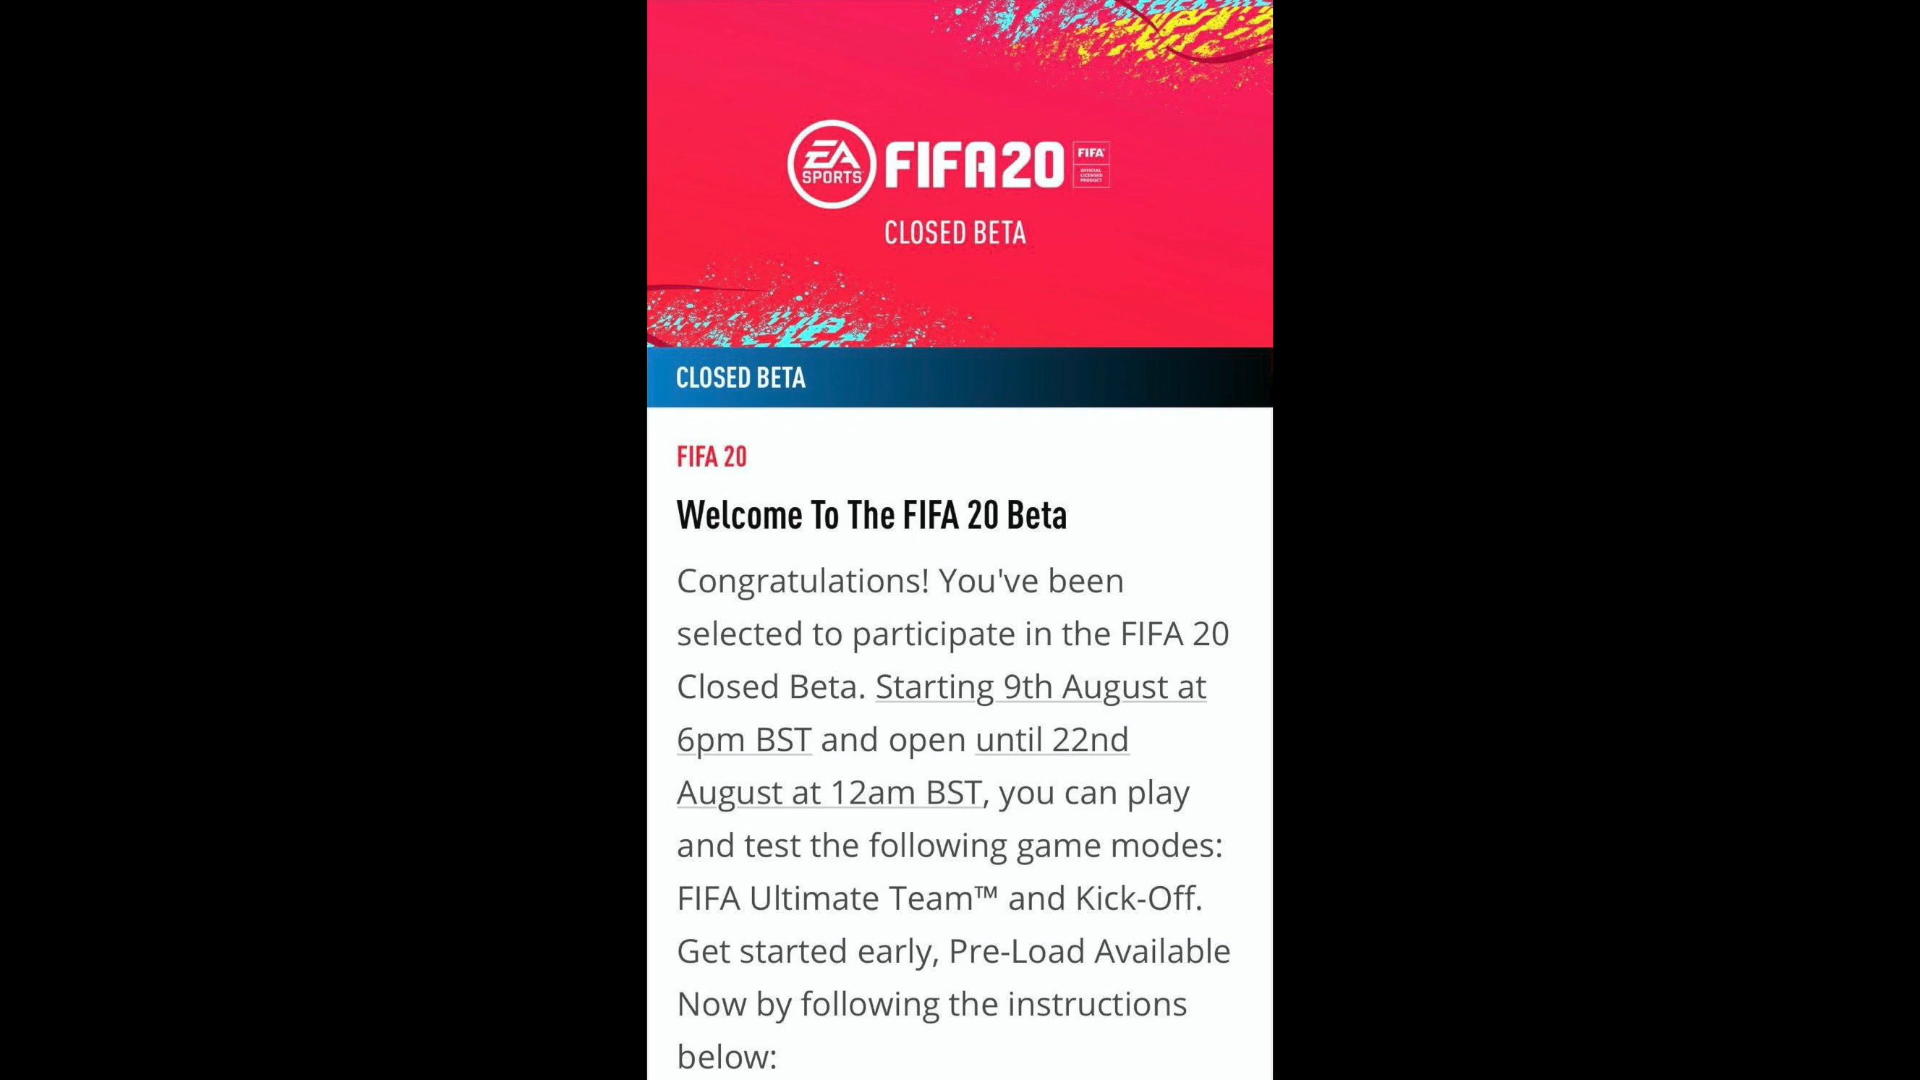 EA
SPORTS
FIFA 20
FIFA
OFFICIAL
LICENSED
PRODUCT
CLOSED BETA
CLOSED BETA
FIFA 20
Welcome To The FIFA 20 Beta
Congratulations! You've been
selected to participate in the FIFA 20
Closed Beta. Starting 9th August at
6pm BST and open until 22nd
August at 12am BST, you can play
and test the following game modes:
FIFA Ultimate Team™ and Kick-Off.
Get started early, Pre-Load Available
Now by following the instructions
below: